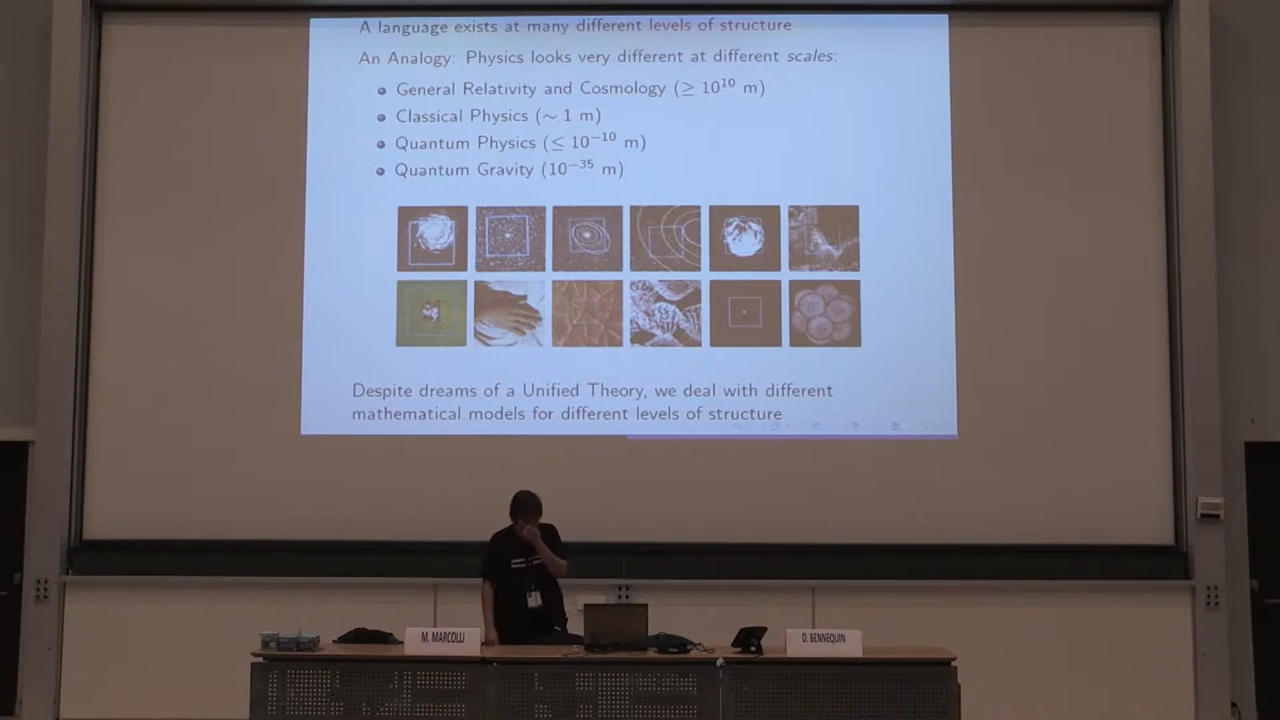 A language exists at many different levels of structure
An Analogy: Physics looks very different at different scales:
General Relativity and Cosmology (≥ 10¹⁰ m)
Classical Physics (∼ 1 m)
Quantum Physics (≤ 10⁻¹⁰ m)
Quantum Gravity (10⁻³⁵ m)
Despite dreams of a Unified Theory, we deal with different
mathematical models for different levels of structure
M. MARCOLLI
D. BENNEQUIN